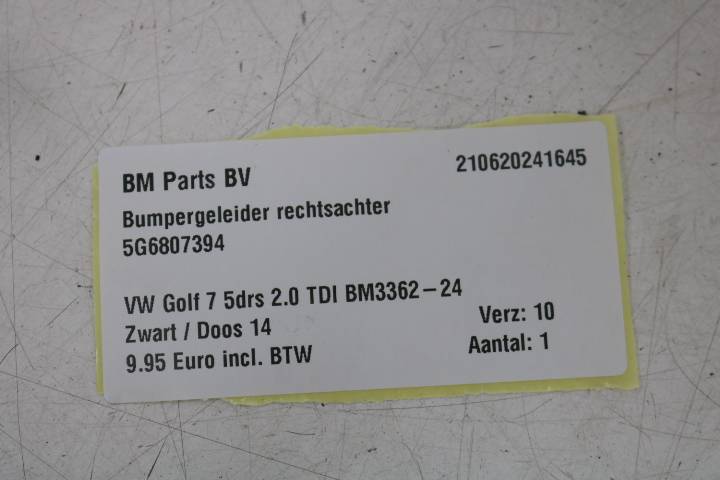 BM Parts BV 210620241645
Bumpergeleider rechtsachter
5G6807394
VW Golf 7 5drs 2.0 TDI BM3362-24
Zwart / Doos 14 Verz: 10
9.95 Euro incl. BTW Aantal: 1